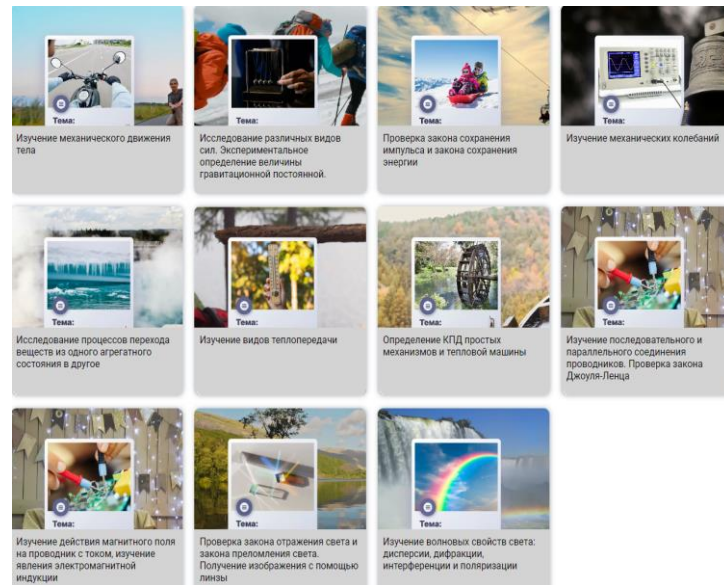 Тема:
Изучение механического движения
тела
Тема:
Исследование различных видов
сил. Экспериментальное
определение величины
гравитационной постоянной.
Тема:
Проверка закона сохранения
импульса и закона сохранения
энергии
Тема:
Изучение механических колебаний
Тема:
Исследование процессов перехода
веществ из одного агрегатного
состояния в другое
Тема:
Изучение видов теплопередачи
Тема:
Определение КПД простых
механизмов и тепловой машины
Тема:
Изучение последовательного и
параллельного соединения
проводников. Проверка закона
Джоуля-Ленца
Тема:
Изучение действия магнитного поля
на проводник с током, изучение
явления электромагнитной
индукции
Тема:
Проверка закона отражения света и
закона преломления света.
Получение изображения с помощью
линзы
Тема:
Изучение волновых свойств света:
дисперсии, дифракции,
интерференции и поляризации